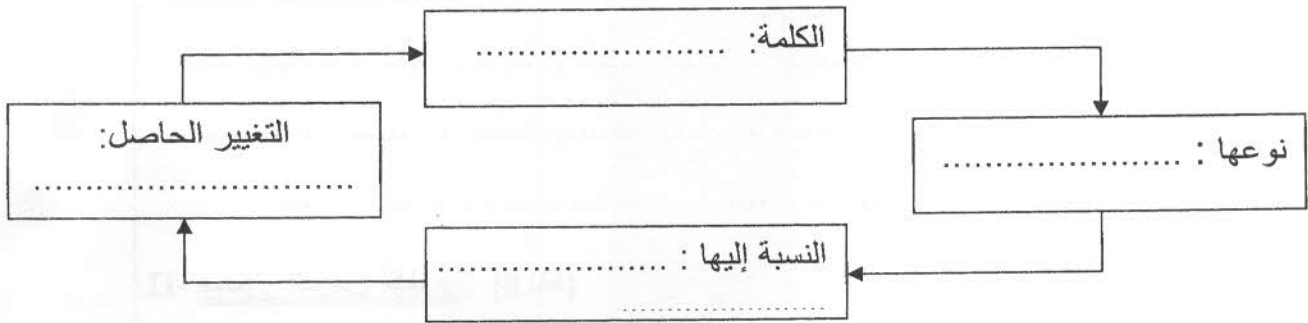 الكلمة: ........................
نوعها : ........................
النسبة إليها : ........................
........................
التغيير الحاصل:
................................